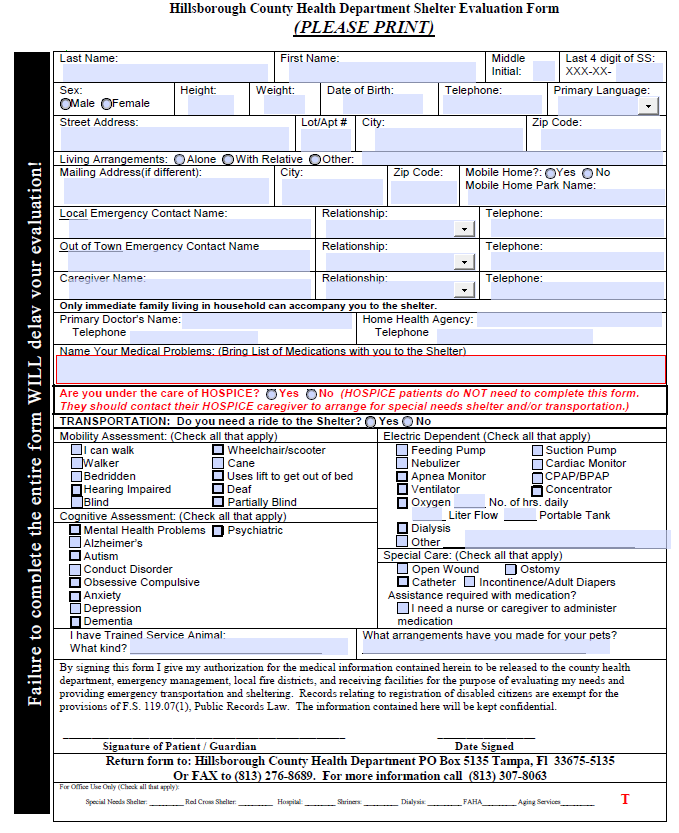 Hillsborough County Health Department Shelter Evaluation Form
(PLEASE PRINT)
Failure to complete the entire form WILL delay your evaluation!
Last Name: First Name: Middle Initial: Last 4 digit of SS:
XXX-XX-
Sex: Height: Weight: Date of Birth: Telephone: Primary Language:
Male Female
Street Address: Lot/Apt # City: Zip Code:
Living Arrangements: Alone With Relative Other:
Mailing Address(if different): City: Zip Code: Mobile Home?: Yes No
Mobile Home Park Name:
Local Emergency Contact Name: Relationship: Telephone:
Out of Town Emergency Contact Name Relationship: Telephone:
Caregiver Name: Relationship: Telephone:
Only immediate family living in household can accompany you to the shelter.
Primary Doctor's Name: Home Health Agency:
Telephone Telephone
Name Your Medical Problems: (Bring List of Medications with you to the Shelter)
Are you under the care of HOSPICE? Yes No (HOSPICE patients do NOT need to complete this form.
They should contact their HOSPICE caregiver to arrange for special needs shelter and/or transportation.)
TRANSPORTATION: Do you need a ride to the Shelter? Yes No
Mobility Assessment: (Check all that apply)
I can walk Wheelchair/scooter
Walker Cane
Bedridden Uses lift to get out of bed
Hearing Impaired Deaf
Blind Partially Blind
Cognitive Assessment: (Check all that apply)
Mental Health Problems Psychiatric
Alzheimer's
Autism
Conduct Disorder
Obsessive Compulsive
Anxiety
Depression
Dementia
Electric Dependent (Check all that apply)
Feeding Pump Suction Pump
Nebulizer Cardiac Monitor
Apnea Monitor CPAP/BPAP
Ventilator Concentrator
Oxygen No. of hrs. daily
Liter Flow Portable Tank
Dialysis
Other
Special Care: (Check all that apply)
Open Wound Ostomy
Catheter Incontinence/Adult Diapers
Assistance required with medication?
I need a nurse or caregiver to administer
medication
I have Trained Service Animal: What arrangements have you made for your pets?
What kind?
By signing this form I give my authorization for the medical information contained herein to be released to the county health
department, emergency management, local fire districts, and receiving facilities for the purpose of evaluating my needs and
providing emergency transportation and sheltering. Records relating to registration of disabled citizens are exempt for the
provisions of F.S. 119.07(1), Public Records Law. The information contained here will be kept confidential.
Signature of Patient / Guardian Date Signed
Return form to: Hillsborough County Health Department PO Box 5135 Tampa, Fl 33675-5135
Or FAX to (813) 276-8689. For more information call (813) 307-8063
For Office Use Only (Check all that apply):
Special Needs Shelter: Red Cross Shelter: Hospital: Shriners: Dialysis: FAHA Aging Services T